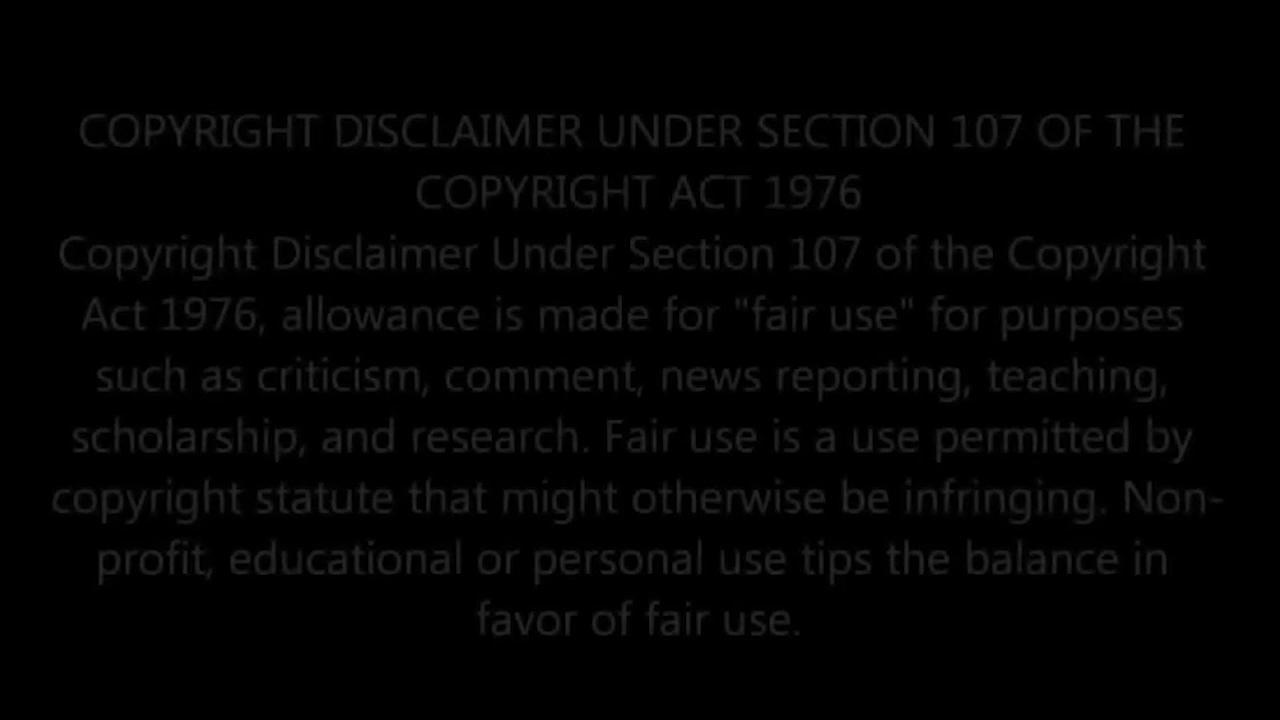 COPYRIGHT DISCLAIMER UNDER SECTION 107 OF THE
COPYRIGHT ACT 1976
Copyright Disclaimer Under Section 107 of the Copyright
Act 1976, allowance is made for "fair use" for purposes
such as criticism, comment, news reporting, teaching,
scholarship, and research. Fair use is a use permitted by
copyright statute that might otherwise be infringing. Non-
profit, educational or personal use tips the balance in
favor of fair use.